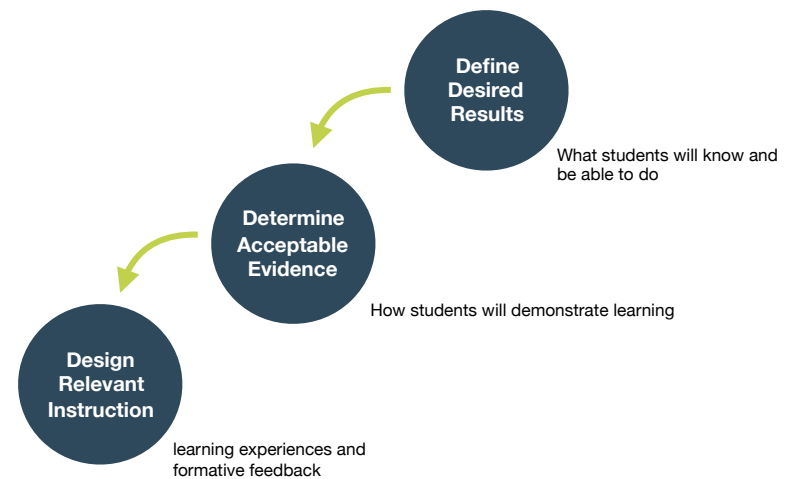 Define
Desired
Results
What students will know and
be able to do
Determine
Acceptable
Evidence
How students will demonstrate learning
Design
Relevant
Instruction
learning experiences and
formative feedback